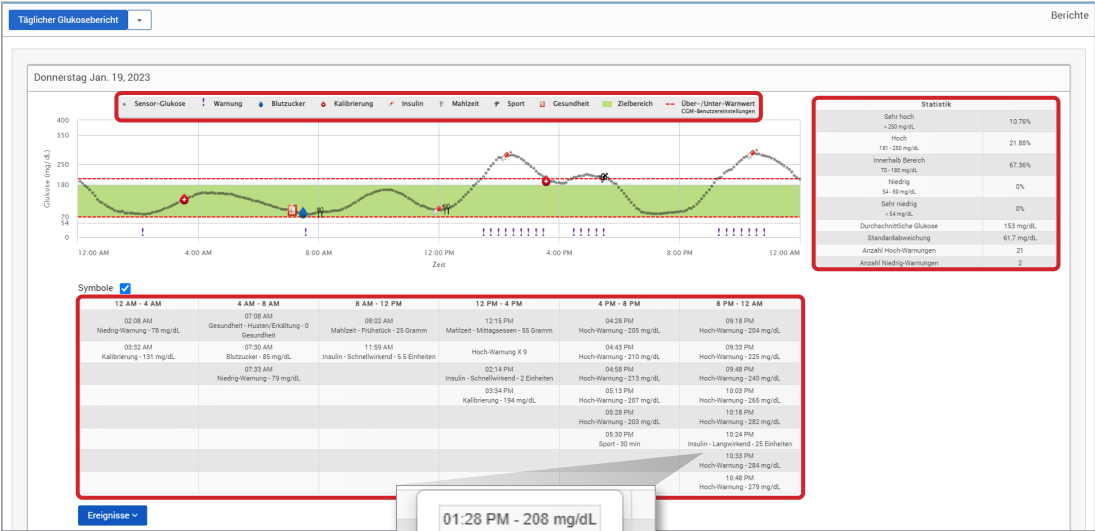 Täglicher Glukosebericht
Berichte
Donnerstag Jan. 19, 2023
Sensor-Glukose ! Warnung Blutzucker Kalibrierung Insulin Mahlzeit Sport Gesundheit Zielbereich Über-/Unter-Warnwert
CGM-Benutzereinstellungen
Glukose (mg/dL)
400
350
250
180
70
54
0
12:00 AM 4:00 AM 8:00 AM 12:00 PM 4:00 PM 8:00 PM 12:00 AM
Zeit
Statistik
Sehr hoch
> 250 mg/dL
10.76%
Hoch
181 - 250 mg/dL
21.88%
Innerhalb Bereich
70 - 180 mg/dL
67.36%
Niedrig
54 - 69 mg/dL
0%
Sehr niedrig
< 54 mg/dL
0%
Durchschnittliche Glukose 153 mg/dL
Standardabweichung 61,7 mg/dL
Anzahl Hoch-Warnungen 21
Anzahl Niedrig-Warnungen 2
Symbole
12 AM - 4 AM 4 AM - 8 AM 8 AM - 12 PM 12 PM - 4 PM 4 PM - 8 PM 8 PM - 12 AM
02:08 AM
Niedrig-Warnung - 78 mg/dL
07:08 AM
Gesundheit - Husten/Erkältung - 0
Gesundheit
08:02 AM
Mahlzeit - Frühstück - 25 Gramm
12:15 PM
Mahlzeit - Mittagsessen - 55 Gramm
04:28 PM
Hoch-Warnung - 205 mg/dL
09:18 PM
Hoch-Warnung - 204 mg/dL
03:32 AM
Kalibrierung - 131 mg/dL
07:30 AM
Blutzucker - 85 mg/dL
11:59 AM
Insulin - Schnellwirkend - 5.5 Einheiten
Hoch-Warnung X 9
04:43 PM
Hoch-Warnung - 210 mg/dL
09:33 PM
Hoch-Warnung - 225 mg/dL
07:33 AM
Niedrig-Warnung - 79 mg/dL
02:14 PM
Insulin - Schnellwirkend - 2 Einheiten
04:58 PM
Hoch-Warnung - 213 mg/dL
09:48 PM
Hoch-Warnung - 240 mg/dL
03:34 PM
Kalibrierung - 194 mg/dL
05:13 PM
Hoch-Warnung - 207 mg/dL
10:03 PM
Hoch-Warnung - 265 mg/dL
05:28 PM
Hoch-Warnung - 203 mg/dL
10:18 PM
Hoch-Warnung - 282 mg/dL
05:30 PM
Sport - 30 min
10:24 PM
Insulin - Langwirkend - 25 Einheiten
10:33 PM
Hoch-Warnung - 284 mg/dL
10:48 PM
Hoch-Warnung - 279 mg/dL
Ereignisse
01:28 PM - 208 mg/dL